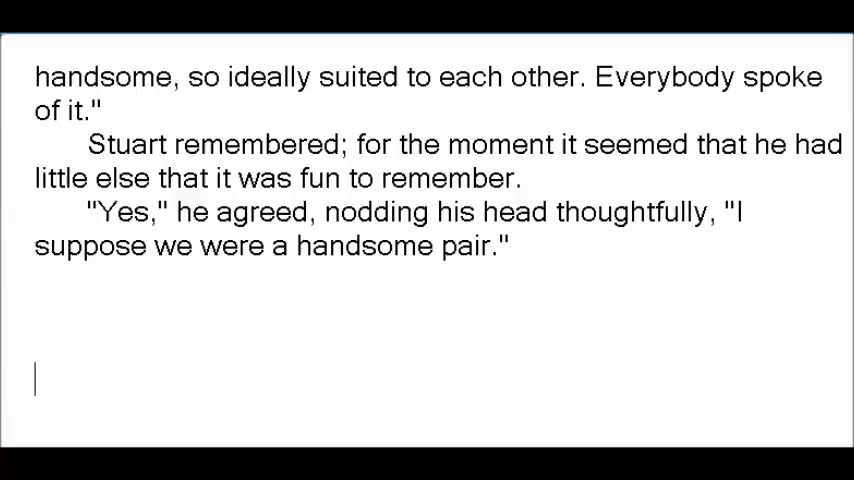 handsome, so ideally suited to each other. Everybody spoke
of it."
Stuart remembered; for the moment it seemed that he had
little else that it was fun to remember.
"Yes," he agreed, nodding his head thoughtfully, "I
suppose we were a handsome pair."